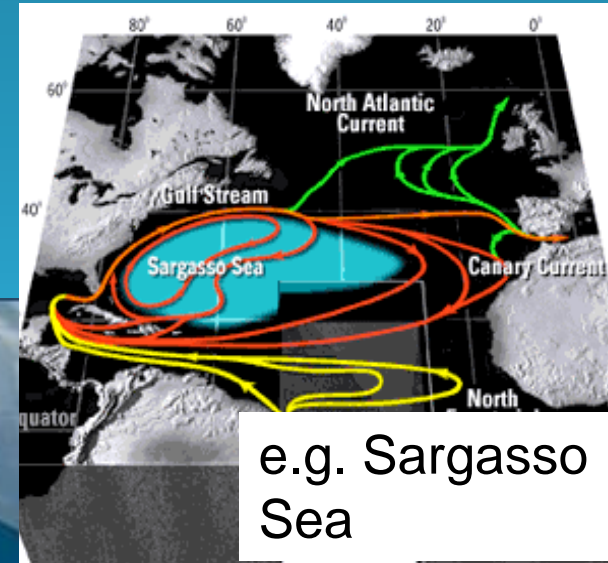 80° 60° 40° 20° 0°
60°
North Atlantic
Current
Gulf Stream
40°
Sargasso Sea
Canary Current
North
quator
e.g. Sargasso
Sea